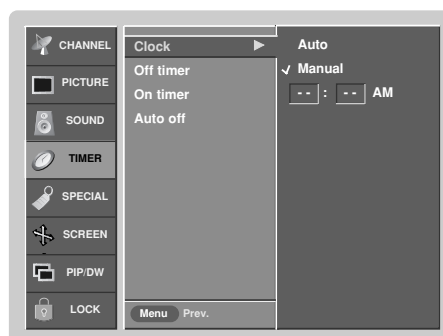 CHANNEL
PICTURE
SOUND
TIMER
SPECIAL
SCREEN
PIP/DW
LOCK
Clock
Off timer
On timer
Auto off
Menu Prev.
Auto
✓ Manual
-- : -- AM